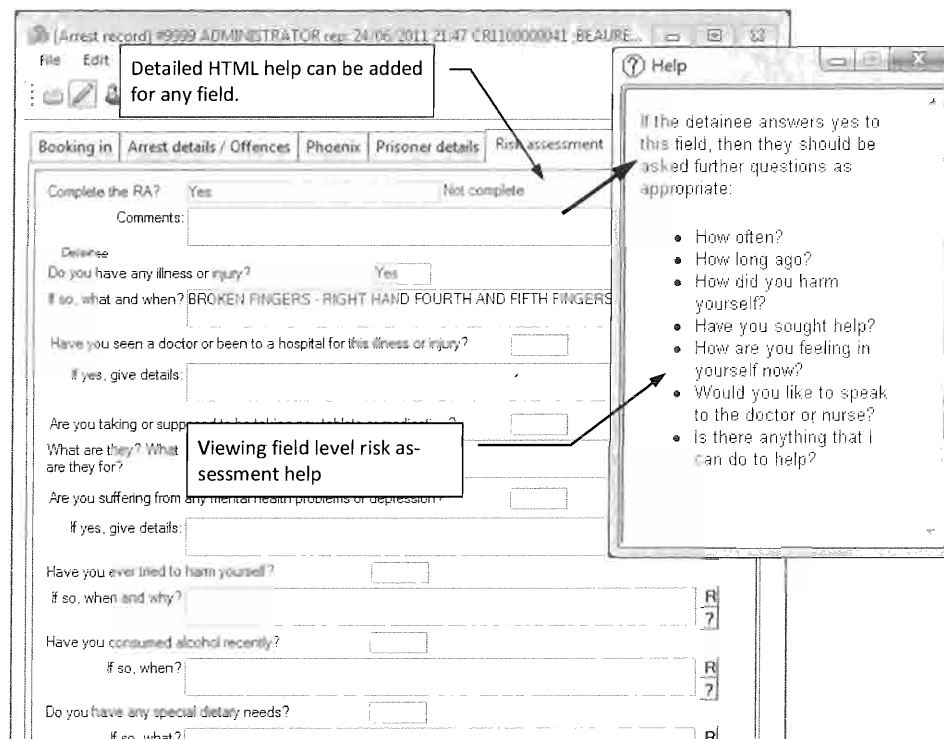 [Arrest record] #9999 ADMINISTRATOR rep: 24/06/2011 21:47 CR1100000041 ,BEAURE...
File Edit
Detailed HTML help can be added
for any field.
Booking in Arrest details / Offences Phoenix Prisoner details Risk assessment
Complete the RA? Yes Not complete
Comments:
Detainee
Do you have any illness or injury? Yes
If so, what and when? BROKEN FINGERS - RIGHT HAND FOURTH AND FIFTH FINGERS
Have you seen a doctor or been to a hospital for this illness or injury?
If yes, give details:
Are you taking or
What are they? What
are they for?
Viewing field level risk as-
sessment help
Are you suffering from any mental health problems or depression?
If yes, give details:
Have you ever tried to harm yourself?
If so, when and why? R
?
Have you consumed alcohol recently?
If so, when? R
?
Do you have any special dietary needs?
If so, what? R
? Help
If the detainee answers yes to
this field, then they should be
asked further questions as
appropriate:
• How often?
• How long ago?
• How did you harm
yourself?
• Have you sought help?
• How are you feeling in
yourself now?
• Would you like to speak
to the doctor or nurse?
• Is there anything that I
can do to help?